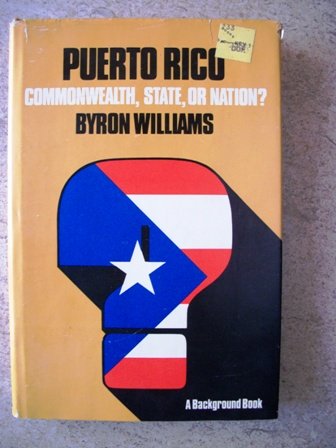 PUERTO RICO
COMMONWEALTH, STATE, OR NATION?
BYRON WILLIAMS
A Background Book